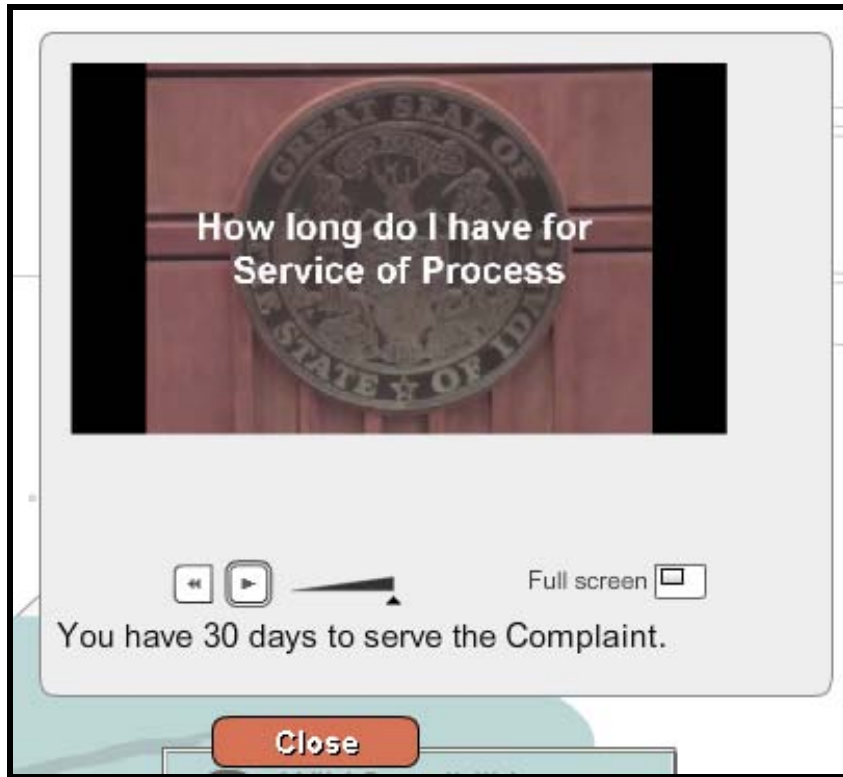 GREAT SEAL OF
How long do I have for
Service of Process
STATE OF IDA
Full screen
You have 30 days to serve the Complaint.
Close